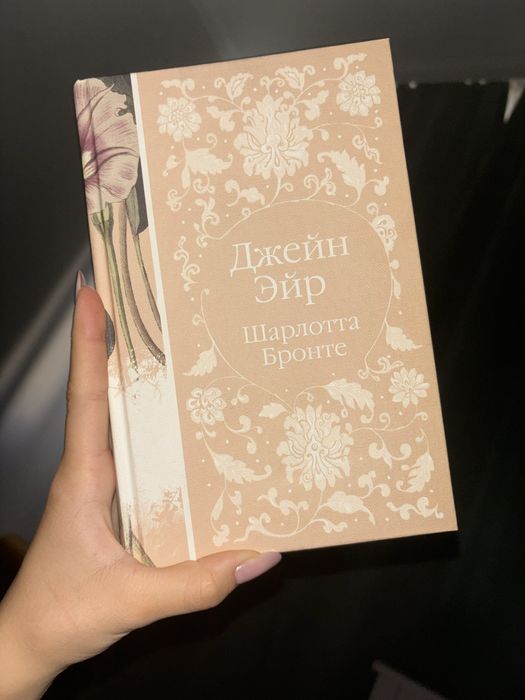 Джейн
Эйр
Шарлотта
Бронте